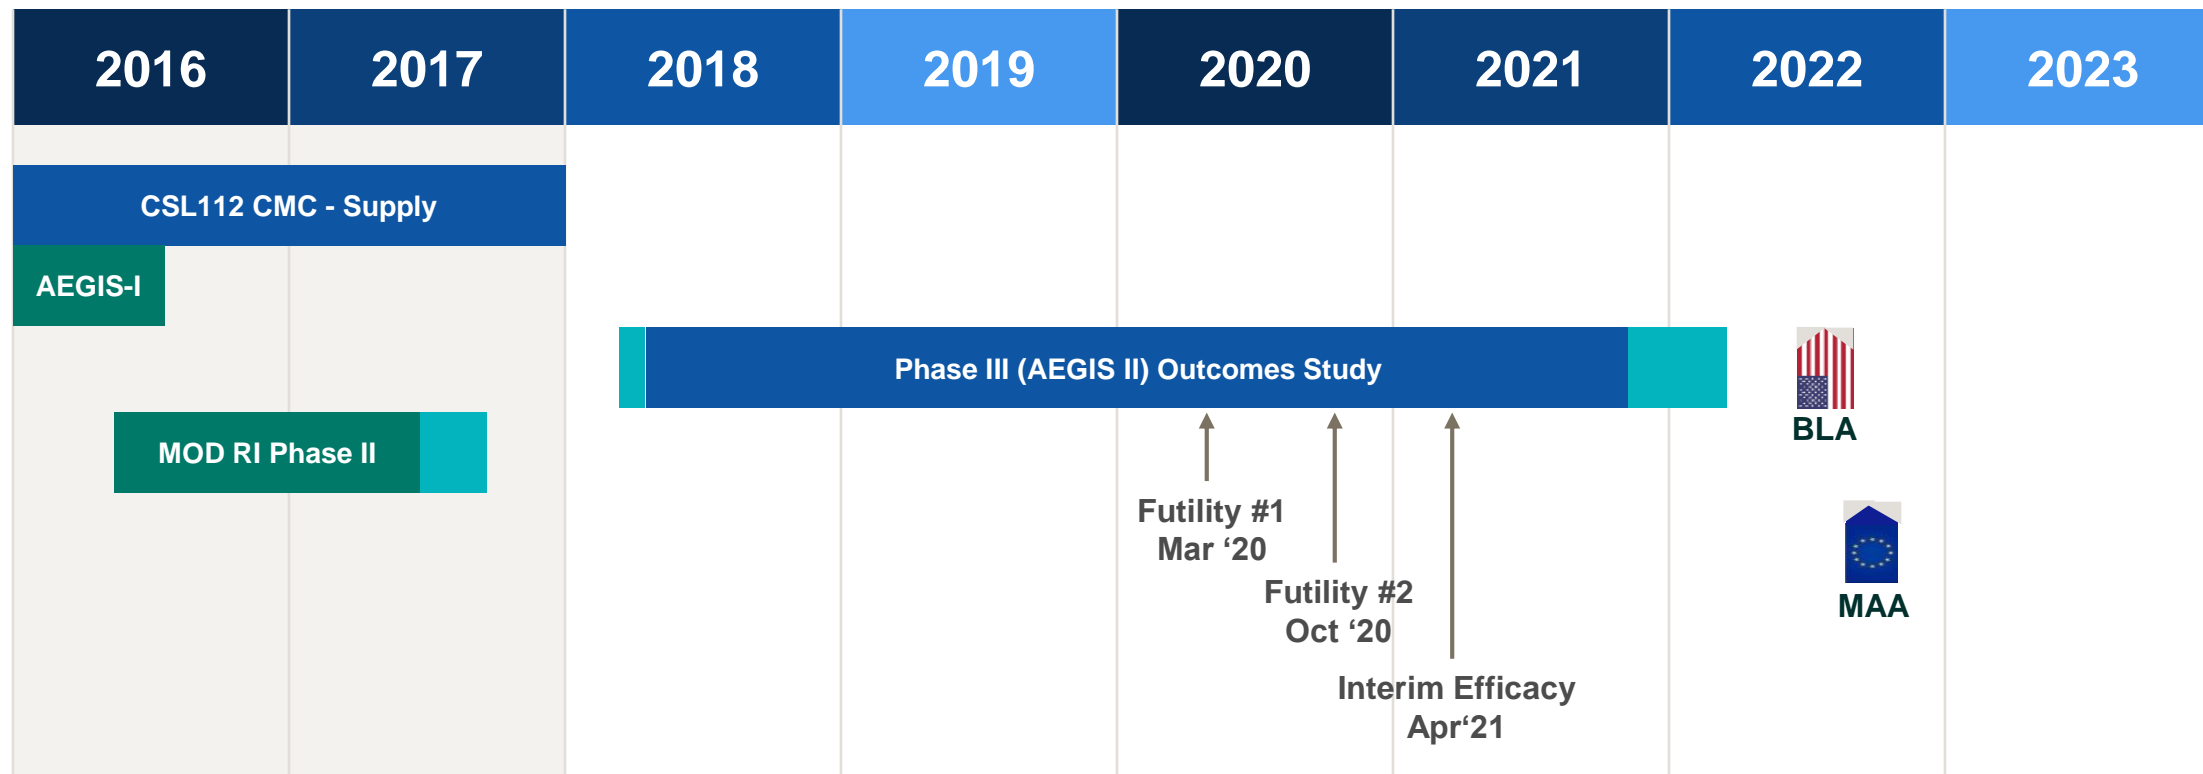 2016
2017
2018
2019
2020
2021
2022
2023
CSL112 CMC - Supply
AEGIS-I
Phase III (AEGIS II) Outcomes Study
MOD RI Phase II
BLA
Futility #1
Mar ‘20
Futility #2
Oct ‘20
MAA
Interim Efficacy
Apr‘21